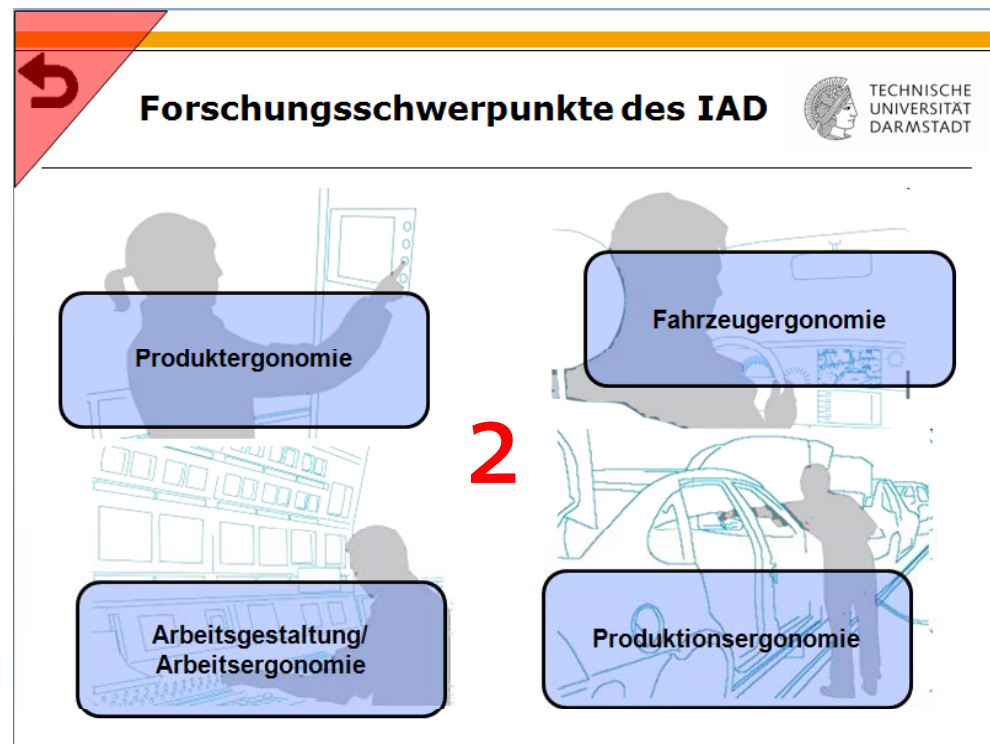 Forschungsschwerpunkte des IAD
TECHNISCHE
UNIVERSITÄT
DARMSTADT
Produktergonomie
Fahrzeugergonomie
2
Arbeitsgestaltung/
Arbeitsergonomie
Produktionsergonomie